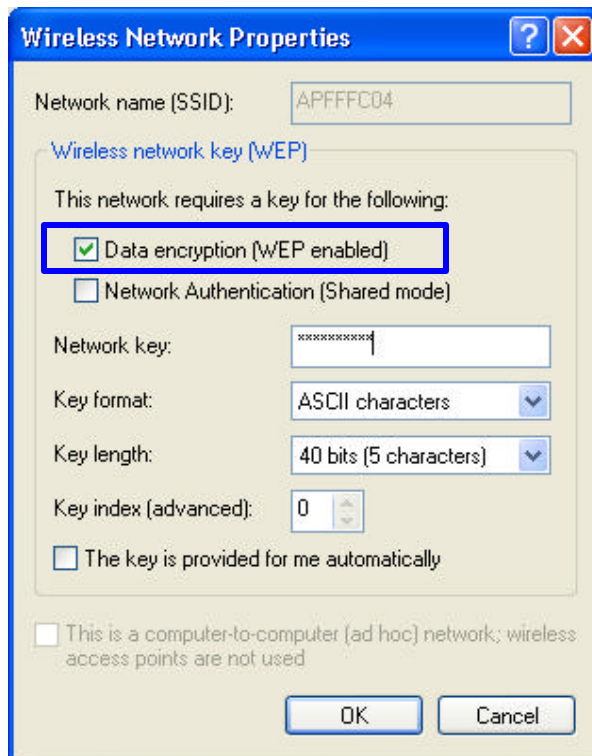 Wireless Network Properties
Network name (SSID): APFFFC04
Wireless network key (WEP)
This network requires a key for the following:
Data encryption (WEP enabled)
Network Authentication (Shared mode)
Network key: **********
Key format: ASCII characters
Key length: 40 bits (5 characters)
Key index (advanced): 0
The key is provided for me automatically
This is a computer-to-computer (ad hoc) network; wireless
access points are not used
OK Cancel